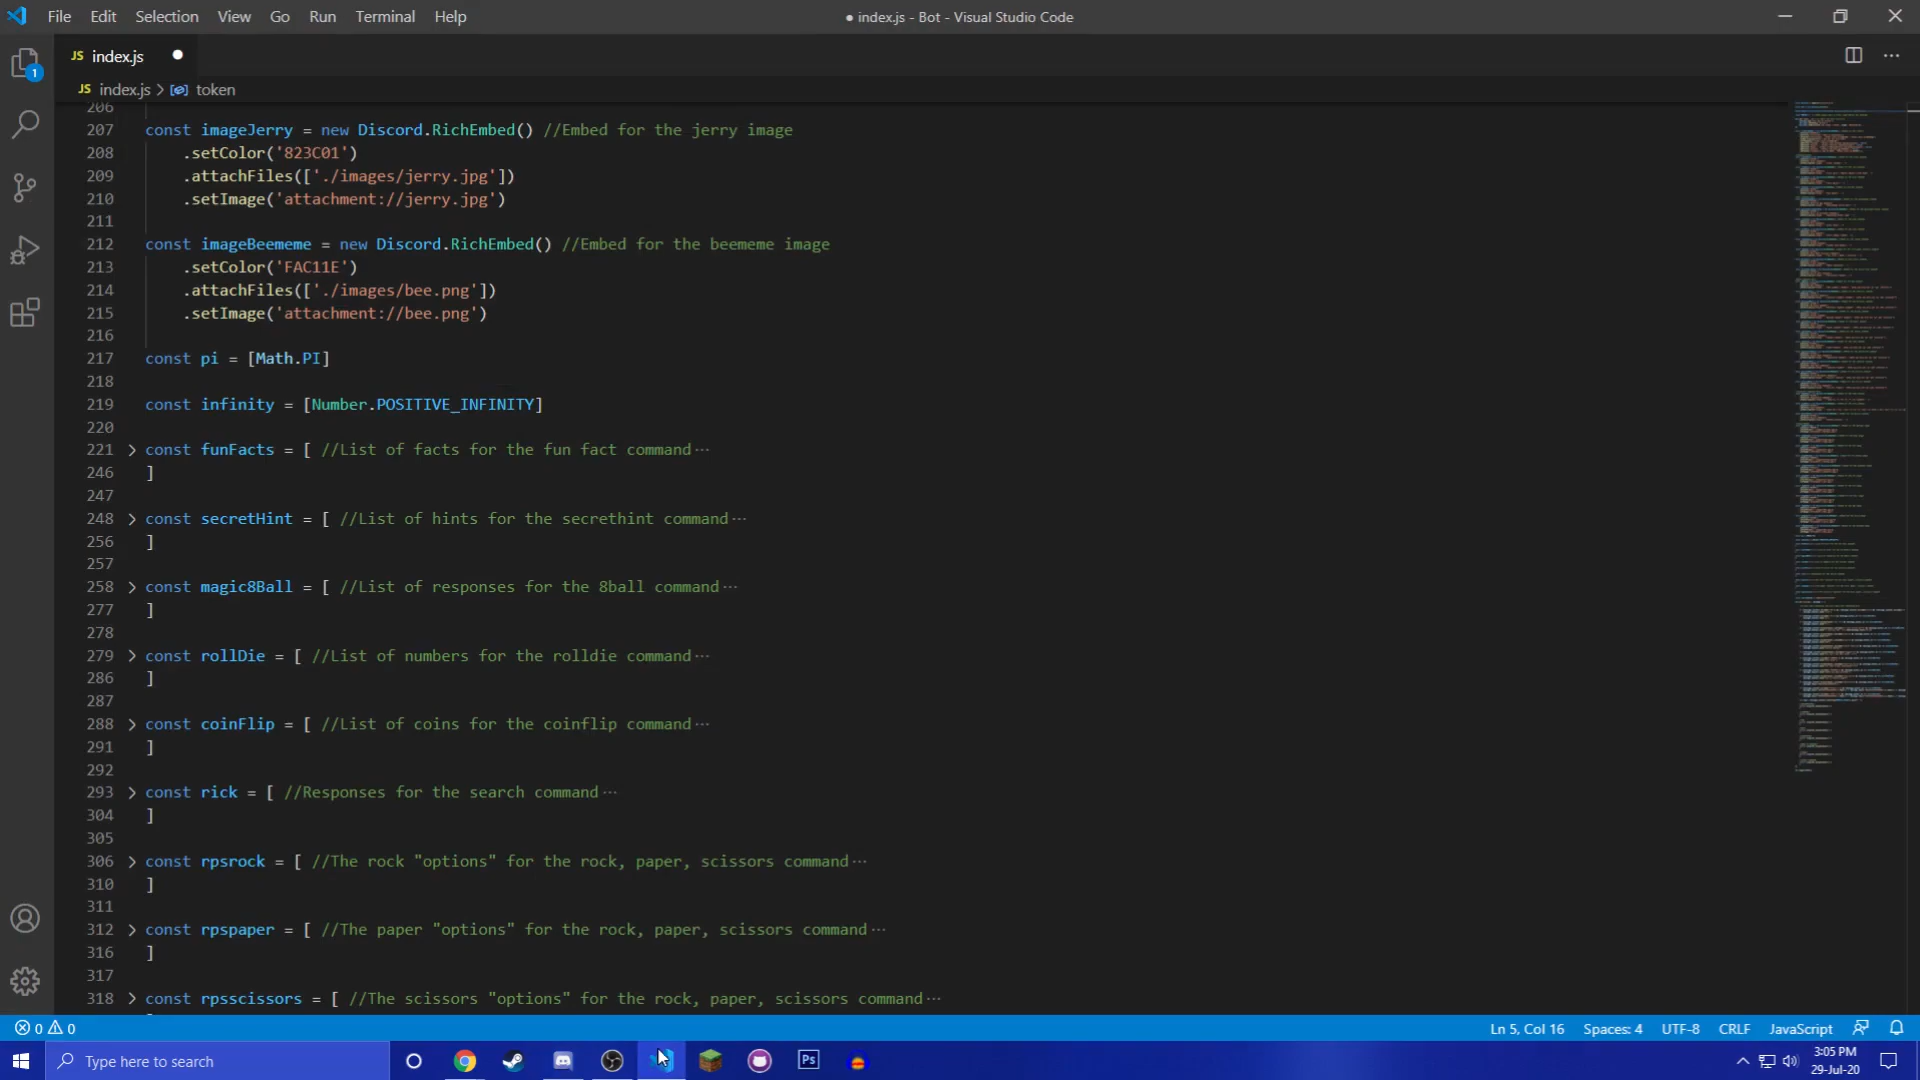 File Edit Selection View Go Run Terminal Help
● index.js - Bot - Visual Studio Code
JS index.js ●
JS index.js > token
1
206
207 const imageJerry = new Discord.RichEmbed() //Embed for the jerry image
208 .setColor('823C01')
209 .attachFiles(['./images/jerry.jpg'])
210 .setImage('attachment://jerry.jpg')
211
212 const imageBeememe = new Discord.RichEmbed() //Embed for the beememe image
213 .setColor('FAC11E')
214 .attachFiles(['./images/bee.png'])
215 .setImage('attachment://bee.png')
216
217 const pi = [Math.PI]
218
219 const infinity = [Number.POSITIVE_INFINITY]
220
221 > const funFacts = [ //List of facts for the fun fact command…
246 ]
247
248 > const secretHint = [ //List of hints for the secrethint command…
256 ]
257
258 > const magic8Ball = [ //List of responses for the 8ball command…
277 ]
278
279 > const rollDie = [ //List of numbers for the rolldie command…
286 ]
287
288 > const coinFlip = [ //List of coins for the coinflip command…
291 ]
292
293 > const rick = [ //Responses for the search command…
304 ]
305
306 > const rpsrock = [ //The rock "options" for the rock, paper, scissors command…
310 ]
311
312 > const rpspaper = [ //The paper "options" for the rock, paper, scissors command…
316 ]
317
318 > const rpsscissors = [ //The scissors "options" for the rock, paper, scissors command…
0 0
Ln 5, Col 16 Spaces: 4 UTF-8 CRLF JavaScript
Type here to search
Ps
3:05 PM
29-Jul-20